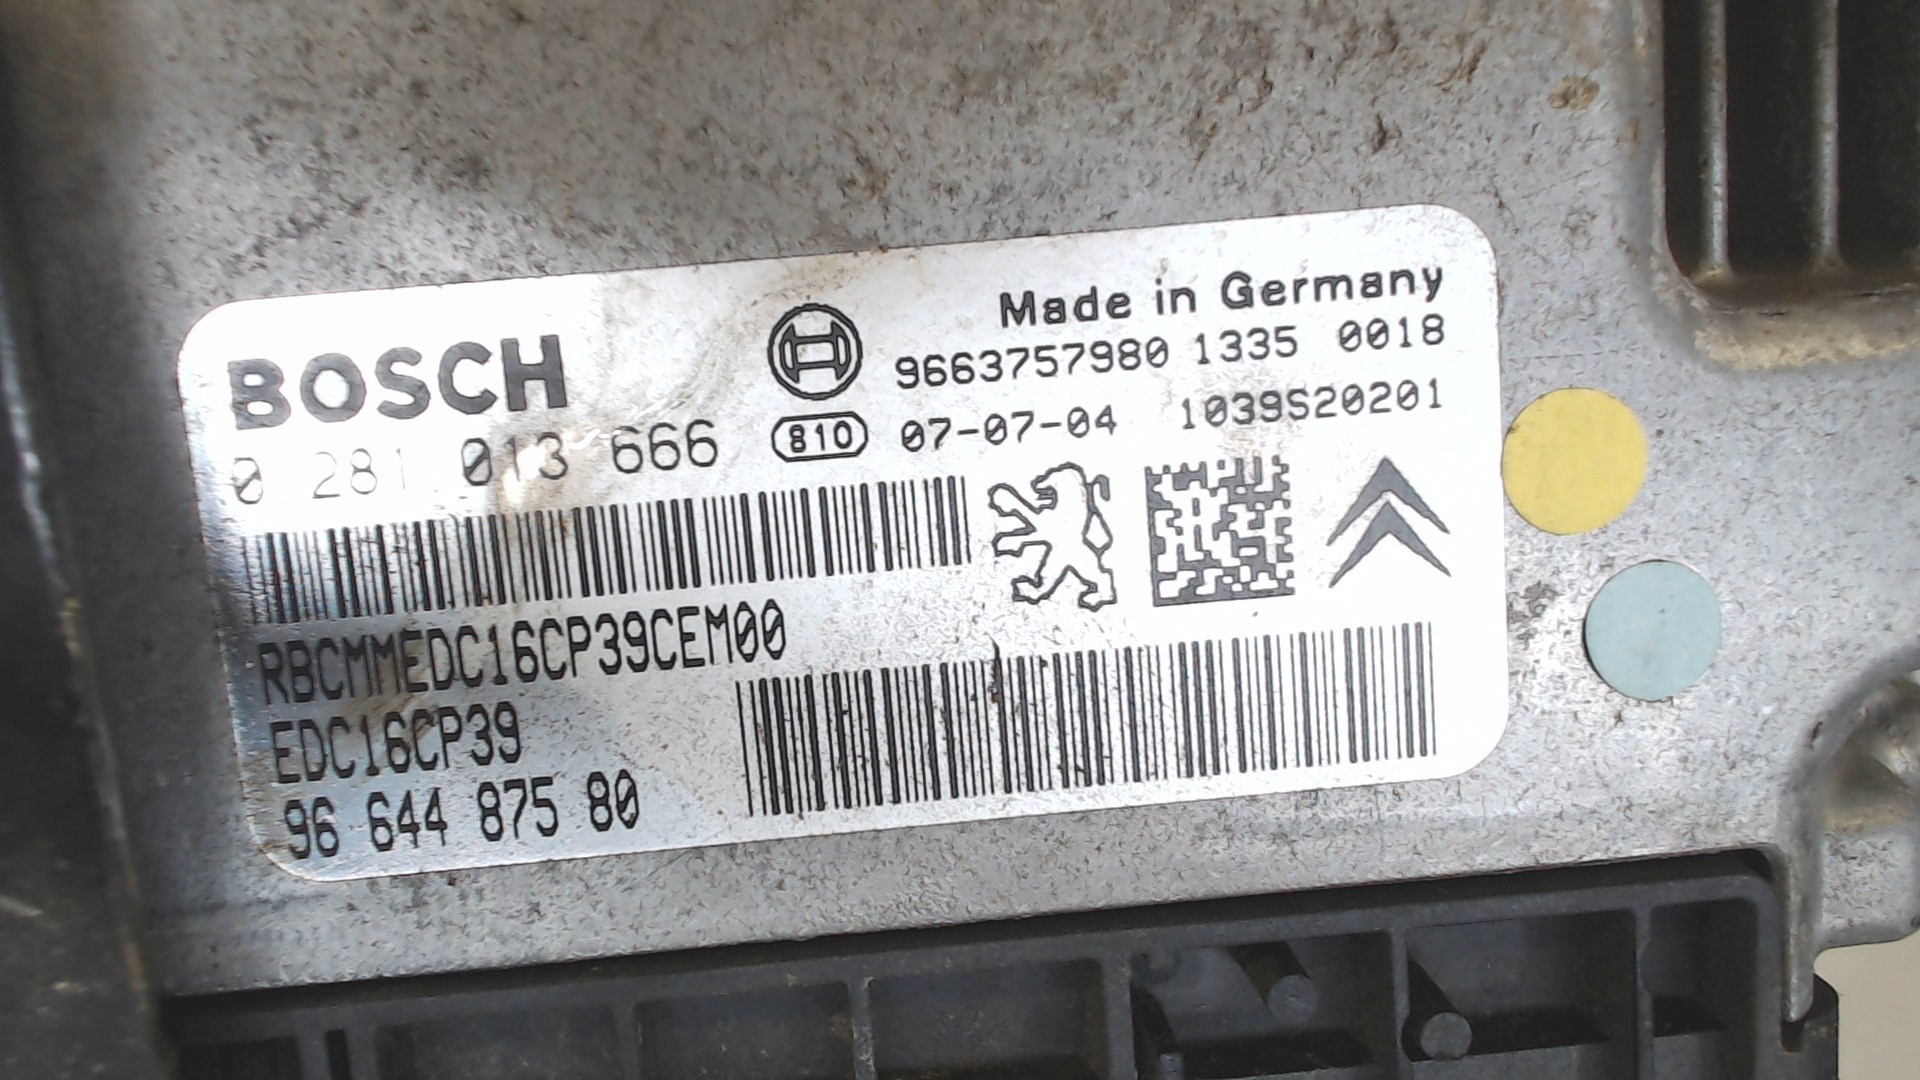 Made in Germany
BOSCH
9663757980 1335 0018
0 281 013 666
810 07-07-04 1039S20201
RBCMMEDC16CP39CEM00
EDC16CP39
96 644 875 80